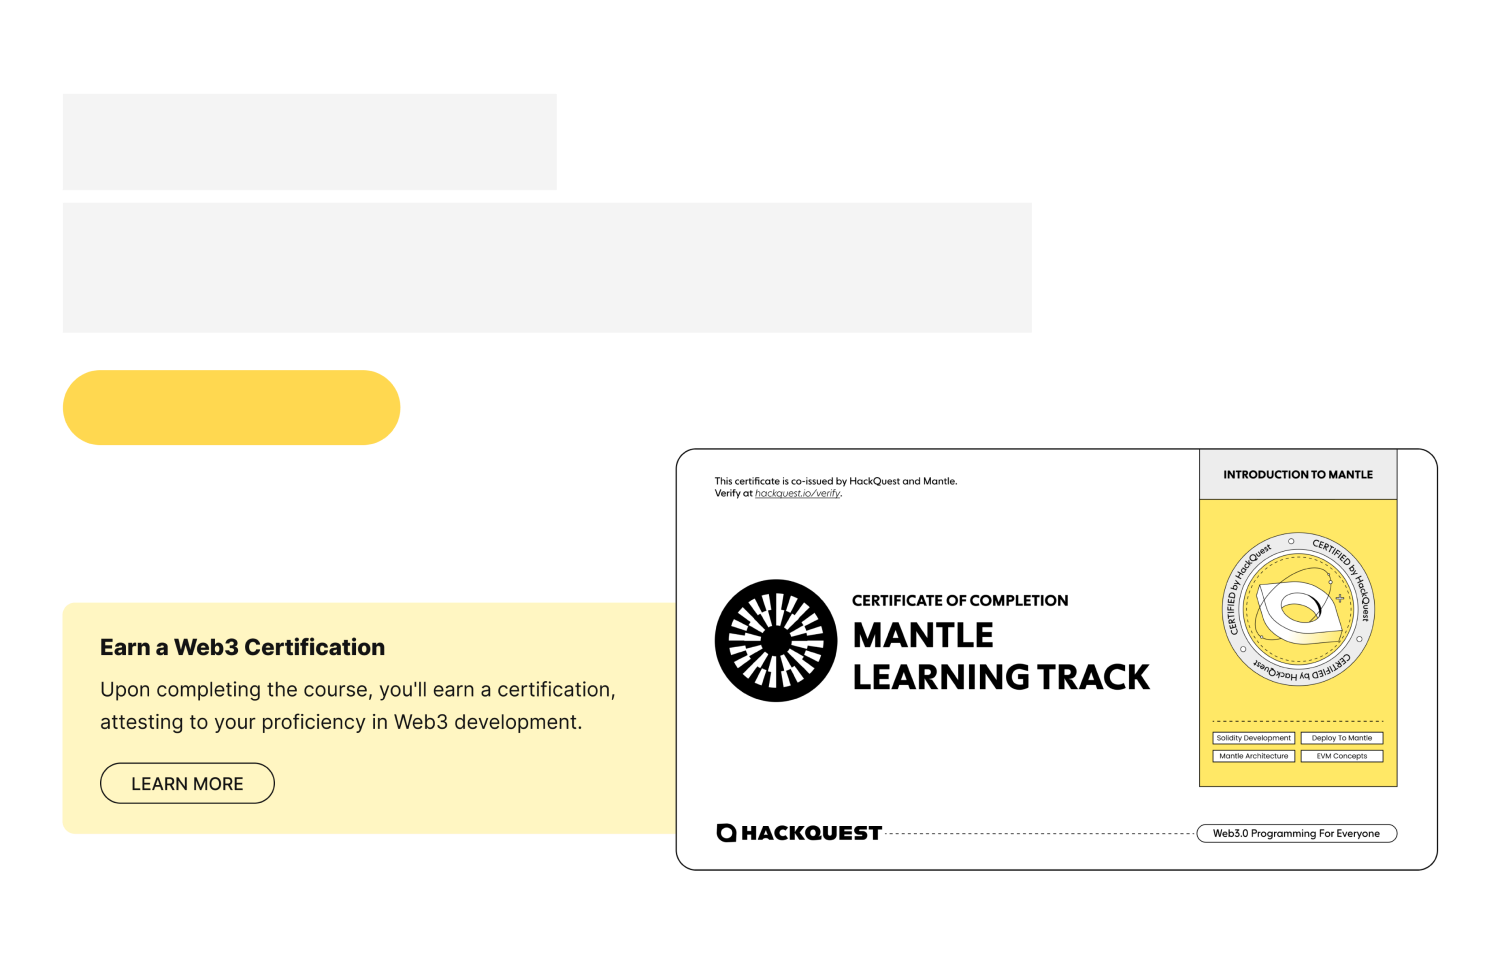 Earn a Web3 Certification
Upon completing the course, you'll earn a certification,
attesting to your proficiency in Web3 development.
LEARN MORE
This certificate is co-issued by HackQuest and Mantle.
Verify at hackquest.io/verify.
CERTIFICATE OF COMPLETION
MANTLE
LEARNING TRACK
HACKQUEST
INTRODUCTION TO MANTLE
CERTIFIED by HackQuest
CERTIFIED by HackQuest
CERTIFIED by HackQuest
Solidity Development
Deploy To Mantle
Mantle Architecture
EVM Concepts
Web3.0 Programming For Everyone